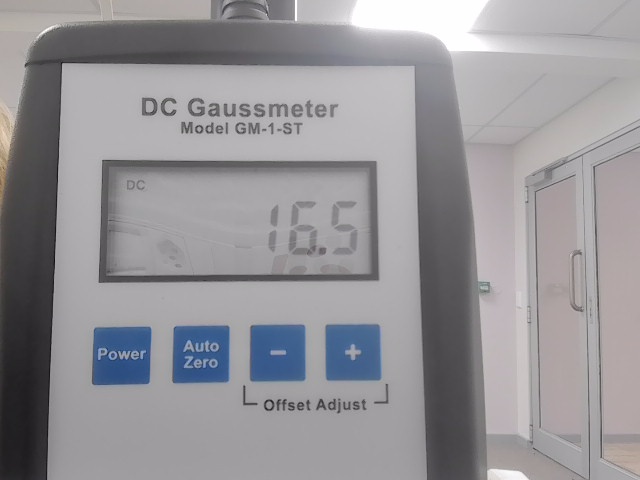 DC Gaussmeter
Model GM-1-ST
DC
16.5
Power
Auto
Zero
-
+
Offset Adjust